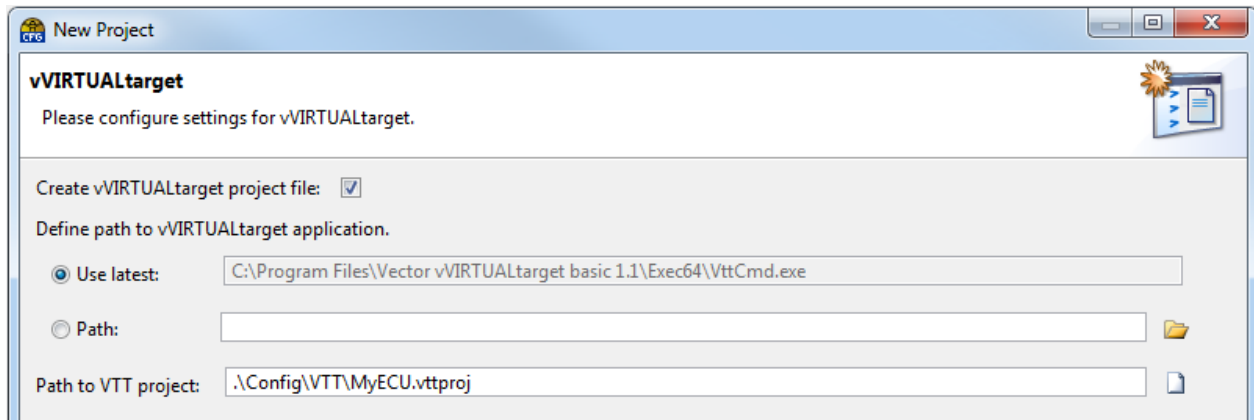 CFG New Project
vVIRTUALtarget
Please configure settings for vVIRTUALtarget.
Create vVIRTUALtarget project file:
Define path to vVIRTUALtarget application.
Use latest: C:\Program Files\Vector vVIRTUALtarget basic 1.1\Exec64\VttCmd.exe
Path:
Path to VTT project: .\Config\VTT\MyECU.vttproj